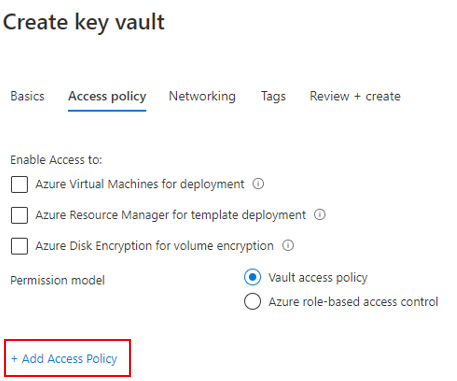 Create key vault
Basics Access policy Networking Tags Review + create
Enable Access to:
Azure Virtual Machines for deployment
Azure Resource Manager for template deployment
Azure Disk Encryption for volume encryption
Permission model
Vault access policy
Azure role-based access control
+ Add Access Policy